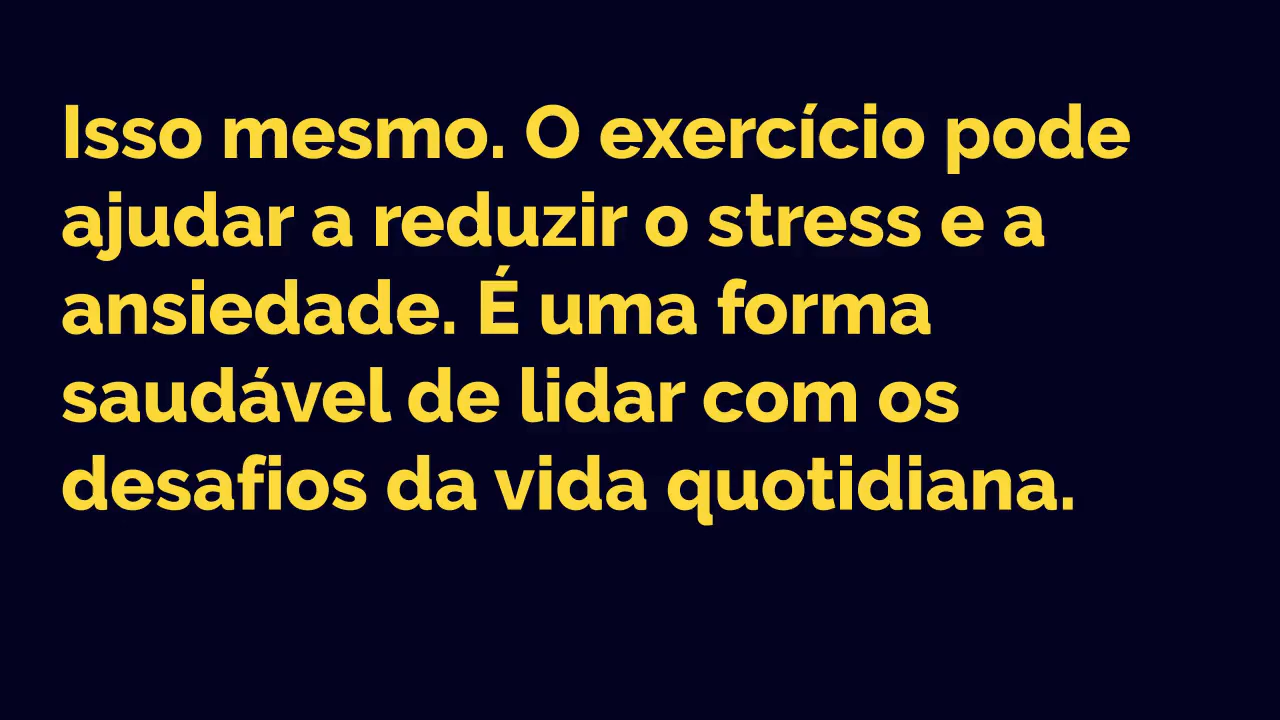 Isso mesmo. O exercício pode
ajudar a reduzir o stress e a
ansiedade. É uma forma
saudável de lidar com os
desafios da vida quotidiana.